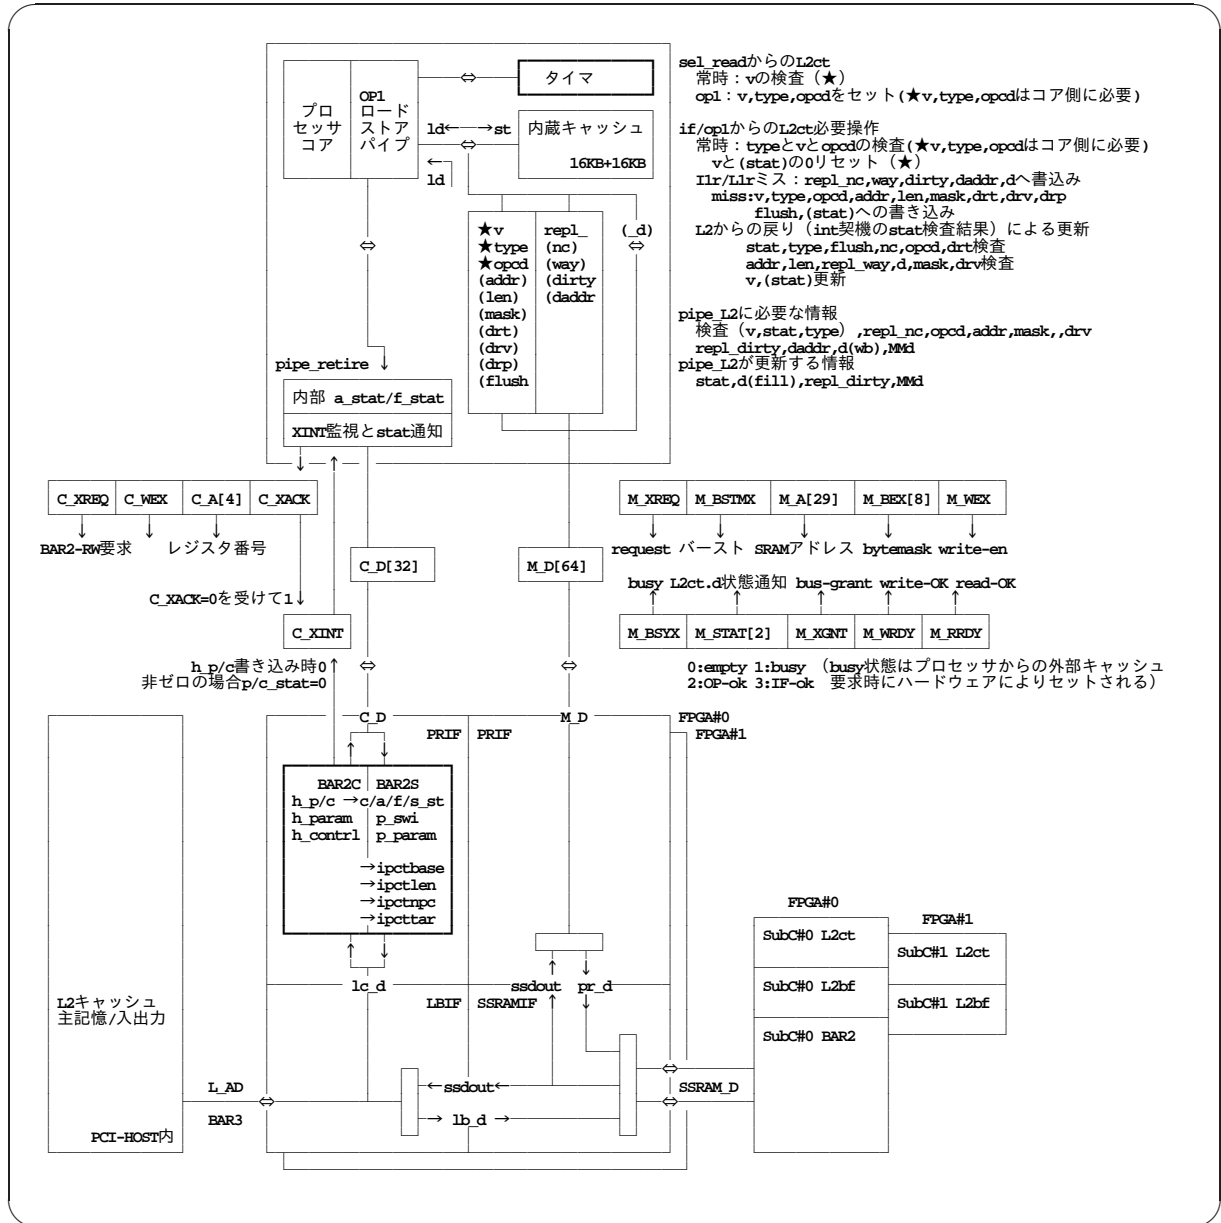 プロ
セッサ
コア
OP1
ロード
ストア
パイプ
⇔
タイマ
ld←→st
⇔
内蔵キャッシュ
16KB+16KB
←
ld
★v
★type
★opcd
(addr)
(len)
(mask)
(drt)
(drv)
(drp)
(flush
repl_
(nc)
(way)
(dirty
(daddr
(_d)
⇔
⇔
pipe_retire ↓
内部 a_stat/f_stat
XINT監視とstat通知
sel_readからのL2ct
常時：vの検査（★）
op1：v,type,opcdをセット(★v,type,opcdはコア側に必要)
if/op1からのL2ct必要操作
常時：typeとvとopcdの検査(★v,type,opcdはコア側に必要)
vと(stat)の0リセット（★）
I1r/L1rミス：repl_nc,way,dirty,daddr,dへ書込み
miss:v,type,opcd,addr,len,mask,drt,drv,drp
flush,(stat)への書き込み
L2からの戻り（int契機のstat検査結果）による更新
stat,type,flush,nc,opcd,drt検査
addr,len,repl_way,d,mask,drv検査
v,(stat)更新
pipe_L2に必要な情報
検査（v,stat,type）,repl_nc,opcd,addr,mask,,drv
repl_dirty,daddr,d(wb),MMd
pipe_L2が更新する情報
stat,d(fill),repl_dirty,MMd
↓ ↑
C_XREQ C_WEX C_A[4] C_XACK
↓ ↓ ↓ ↓
BAR2-RW要求 レジスタ番号
C_D[32]
C_XACK=0を受けて1↓
C_XINT
h_p/c書き込み時0↑
非ゼロの場合p/c_stat=0
⇔
M_XREQ M_BSTMX M_A[29] M_BEX[8] M_WEX
↓ ↓ ↓ ↓ ↓
request バースト SRAMアドレス bytemask write-en
M_D[64]
busy L2ct.d状態通知 bus-grant write-OK read-OK
↑ ↑ ↑ ↑ ↑
M_BSYX M_STAT[2] M_XGNT M_WRDY M_RRDY
⇔
0:empty 1:busy （busy状態はプロセッサからの外部キャッシュ
2:OP-ok 3:IF-ok 要求時にハードウェアによりセットされる）
C_D
M_D
FPGA#0
PRIF
PRIF
FPGA#1
↑ ↓
BAR2C BAR2S
h_p/c →c/a/f/s_st
h_param p_swi
h_contrl p_param
→ipctbase
→ipctlen
→ipctnpc
→ipcttar
↑ ↓
lc_d
↑ ↓
ssdout pr_d
↑ ↓
LBIF
SSRAMIF
L2キャッシュ
主記憶/入出力
PCI-HOST内
L_AD
⇔
BAR3
←ssdout←
→ lb_d →
⇔
SSRAM_D
⇔
FPGA#0
SubC#0 L2ct
SubC#0 L2bf
SubC#0 BAR2
FPGA#1
SubC#1 L2ct
SubC#1 L2bf